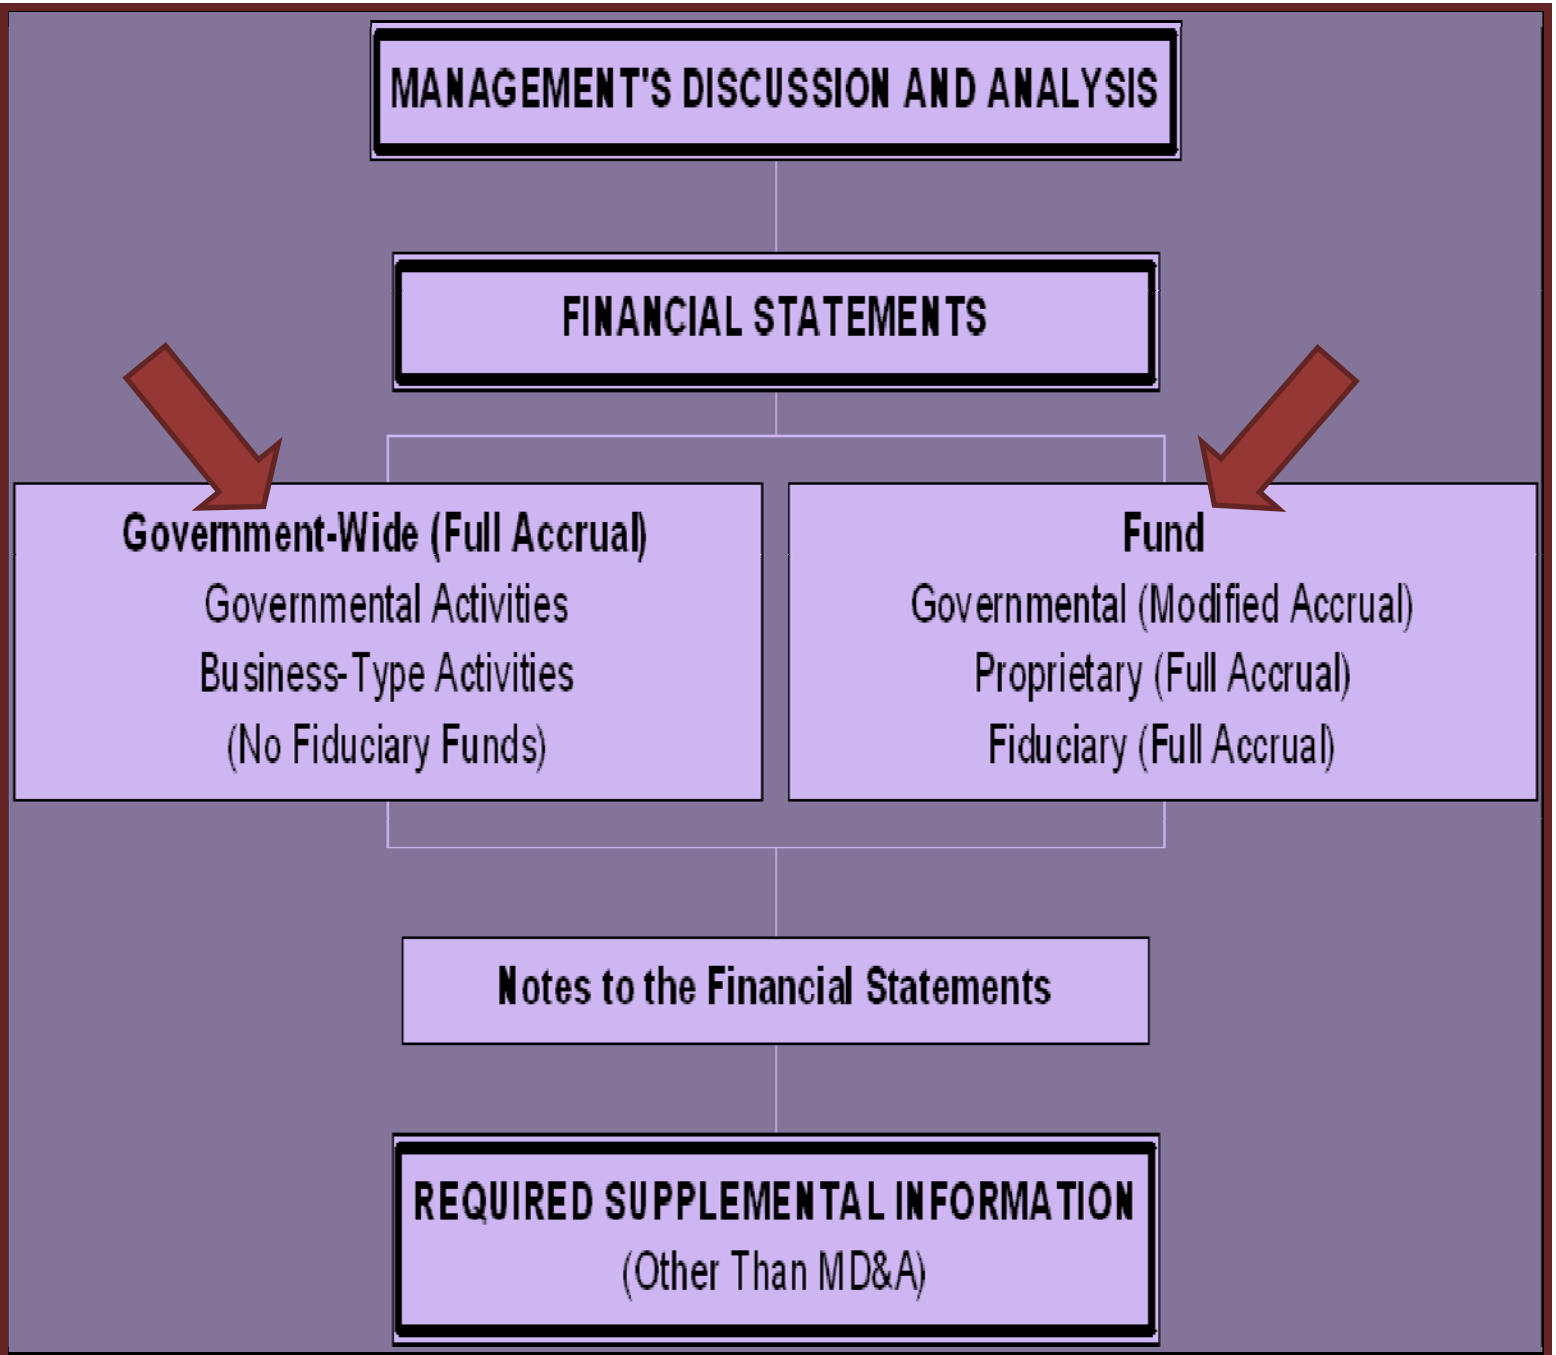 MANAGEMENT'S DISCUSSION AND ANALYSIS
FINANCIAL STATEMENTS
Government-Wide (Full Accrual)
Governmental Activities
Business-Type Activities
(No Fiduciary Funds)
Fund
Governmental (Modified Accrual)
Proprietary (Full Accrual)
Fiduciary (Full Accrual)
Notes to the Financial Statements
REQUIRED SUPPLEMENTAL INFORMATION
(Other Than MD&A)